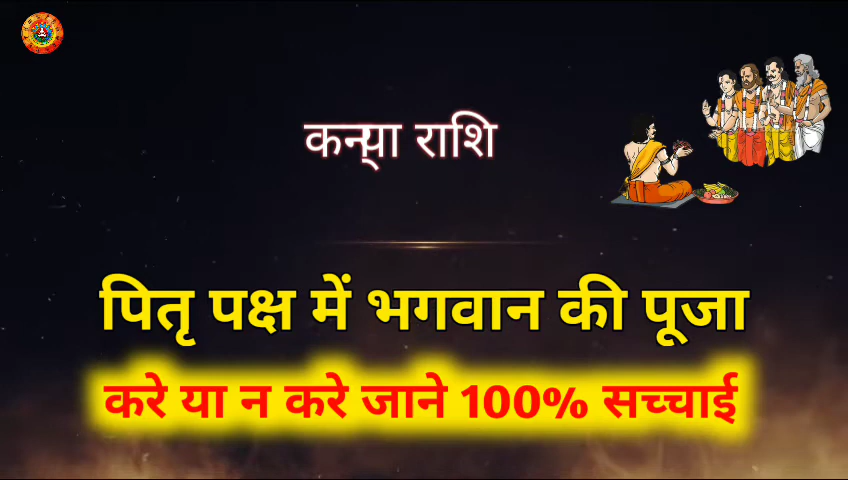 कन्या राशि
पितृ पक्ष में भगवान की पूजा
करे या न करे जाने 100% सच्चाई